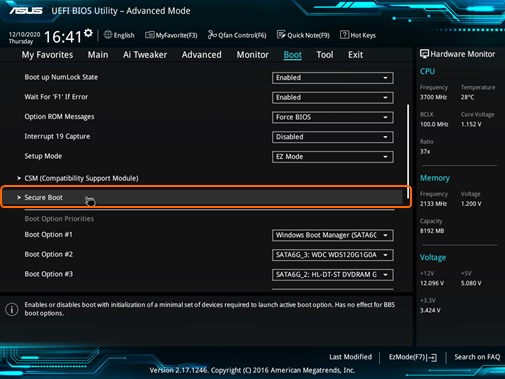 ASUS UEFI BIOS Utility – Advanced Mode
12/10/2020
Thursday
16:41
English
MyFavorite(F3)
Qfan Control(F6)
Quick Note(F9)
Hot Keys
My Favorites Main Ai Tweaker Advanced Monitor Boot Tool Exit
Boot up NumLock State Enabled
Wait For 'F1' If Error Enabled
Option ROM Messages Force BIOS
Interrupt 19 Capture Disabled
Setup Mode EZ Mode
CSM (Compatibility Support Module)
Secure Boot
Boot Option Priorities
Boot Option #1 Windows Boot Manager (SATA6G
Boot Option #2 SATA6G_3: WDC WDS120G1G0A
Boot Option #3 SATA6G_2: HL-DT-ST DVDRAM G
Enables or disables boot with initialization of a minimal set of devices required to launch active boot option. Has no effect for BBS
boot options.
Hardware Monitor
CPU
Frequency Temperature
3700 MHz 28°C
BCLK Core Voltage
100.0 MHz 1.152 V
Ratio
37x
Memory
Frequency Voltage
2133 MHz 1.200 V
Capacity
8192 MB
Voltage
+12V +5V
12.096 V 5.080 V
+3.3V
3.424 V
Last Modified EzMode(F7) Search on FAQ
Version 2.17.1246. Copyright (C) 2016 American Megatrends, Inc.